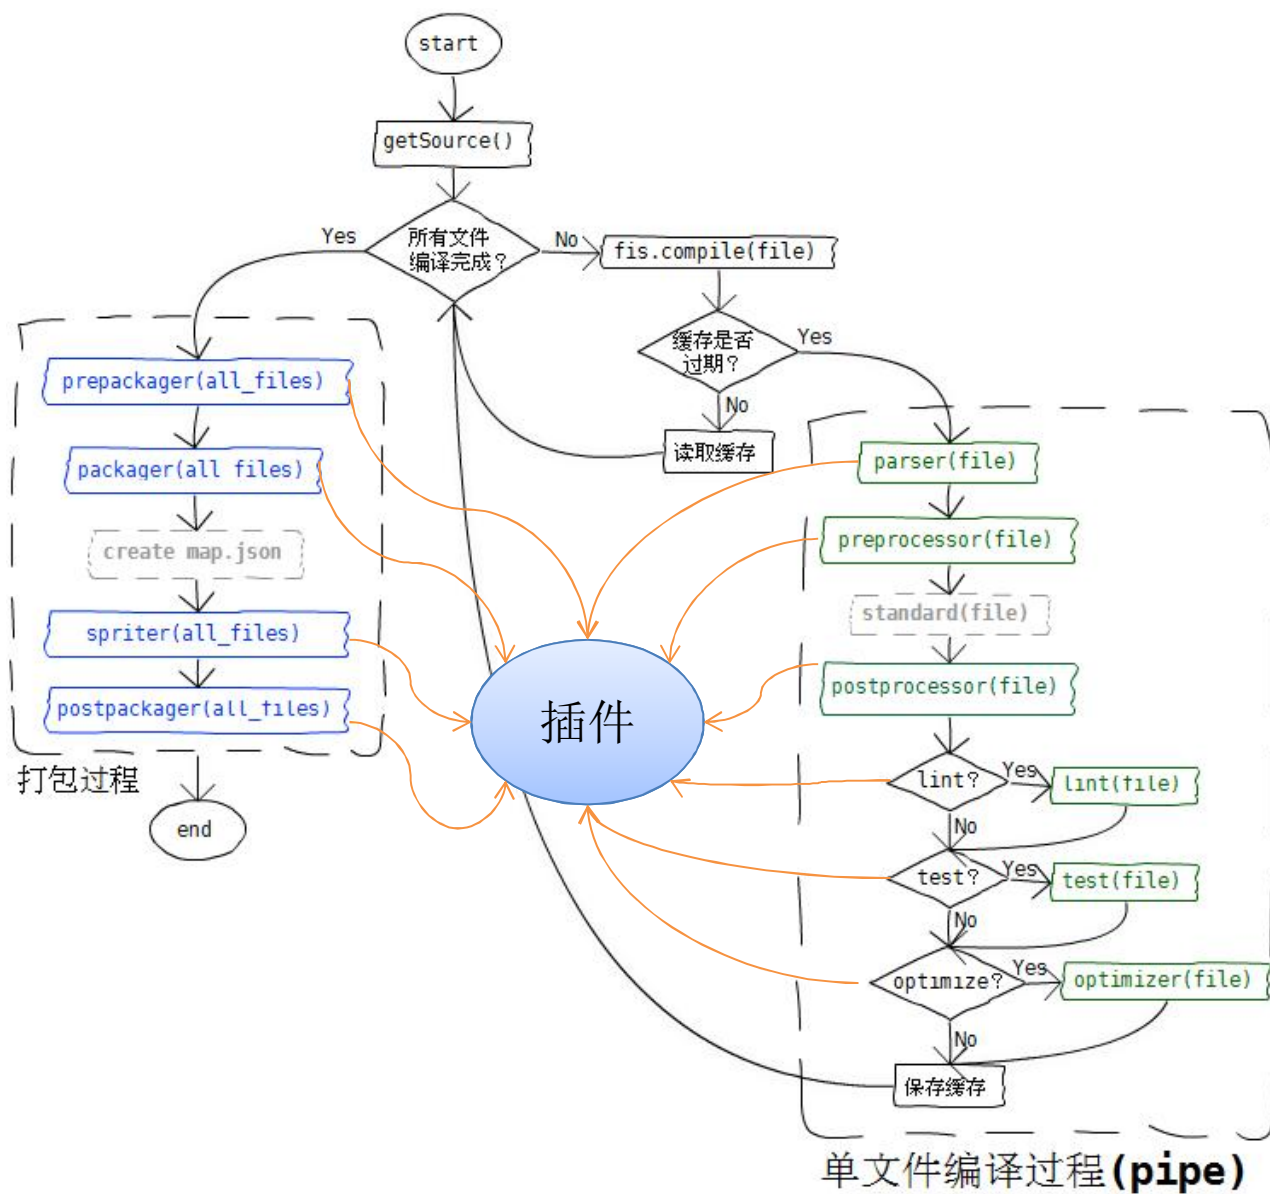 start
getSource()
所有文件
编译完成?
Yes
No
fis.compile(file)
缓存是否
过期?
Yes
No
读取缓存
prepackager(all_files)
packager(all files)
create map.json
spriter(all_files)
postpackager(all_files)
打包过程
end
插件
parser(file)
preprocessor(file)
standard(file)
postprocessor(file)
lint?
Yes
lint(file)
No
test?
Yes
test(file)
No
optimize?
Yes
optimizer(file)
No
保存缓存
单文件编译过程(pipe)